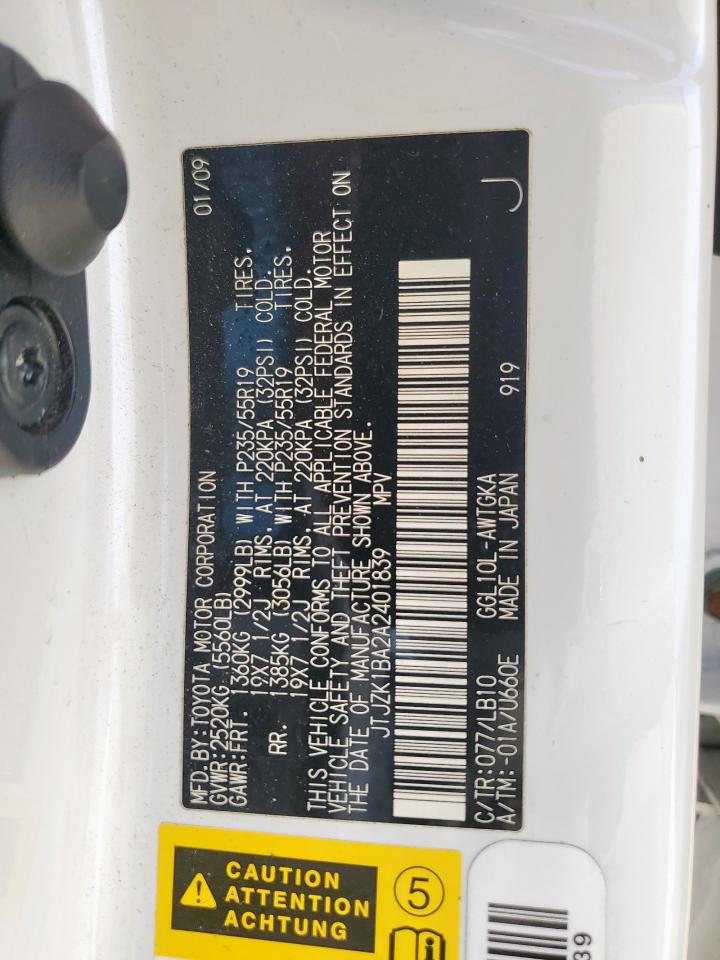 MFD. BY: TOYOTA MOTOR CORPORATION 01/09
GVWR: 2520KG (5560LB)
GAWR: FRT. 1360KG (2999LB) WITH P235/55R19 TIRES.
19X7 1/2J RIMS, AT 220KPA (32PSI) COLD.
RR. 1385KG (3056LB) WITH P235/55R19 TIRES.
19X7 1/2J RIMS, AT 220KPA (32PSI) COLD.
THIS VEHICLE CONFORMS TO ALL APPLICABLE FEDERAL MOTOR
VEHICLE SAFETY AND THEFT PREVENTION STANDARDS IN EFFECT ON
THE DATE OF MANUFACTURE SHOWN ABOVE.
JTJZK1BA2A2401839 MPV
C/TR: 077/LB10 GGL10L-AWTGKA 919
A/TM: -01A/U660E MADE IN JAPAN
J
CAUTION
ATTENTION
ACHTUNG
5
i
39